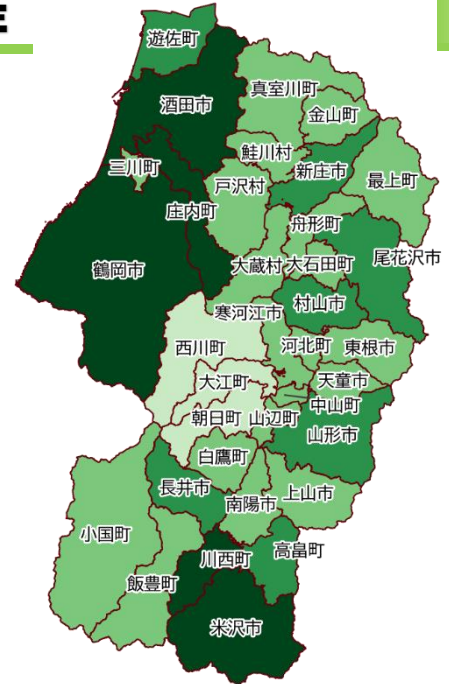 遊佐町
酒田市
真室川町
金山町
鮭川村
三川町
新庄市
戸沢村
最上町
庄内町
舟形町
尾花沢市
鶴岡市
大蔵村
大石田町
村山市
寒河江市
西川町
河北町
東根市
大江町
天童市
中山町
朝日町
山辺町
山形市
白鷹町
長井市
上山市
南陽市
小国町
高畠町
川西町
飯豊町
米沢市